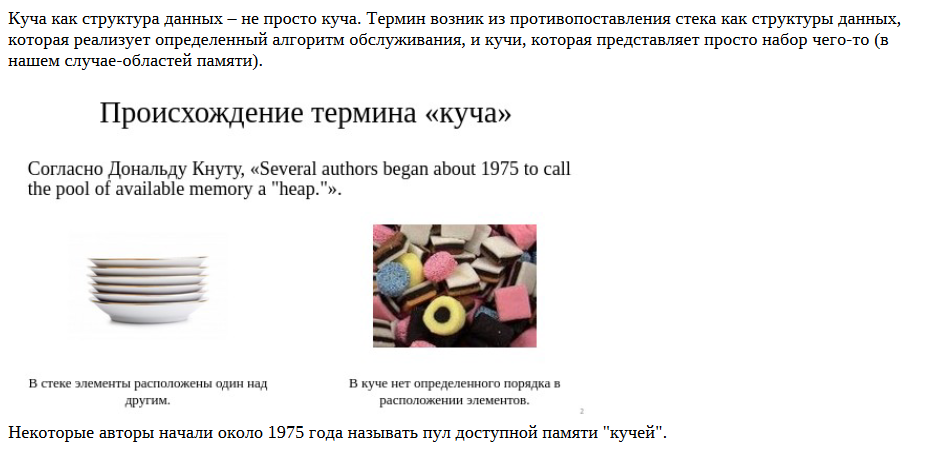 Куча как структура данных – не просто куча. Термин возник из противопоставления стека как структуры данных,
которая реализует определенный алгоритм обслуживания, и кучи, которая представляет просто набор чего-то (в
нашем случае-областей памяти).
Происхождение термина «куча»
Согласно Дональду Кнуту, «Several authors began about 1975 to call
the pool of available memory a "heap."».
В стеке элементы расположены один над
другим.
В куче нет определенного порядка в
расположении элементов.
2
Некоторые авторы начали около 1975 года называть пул доступной памяти "кучей".